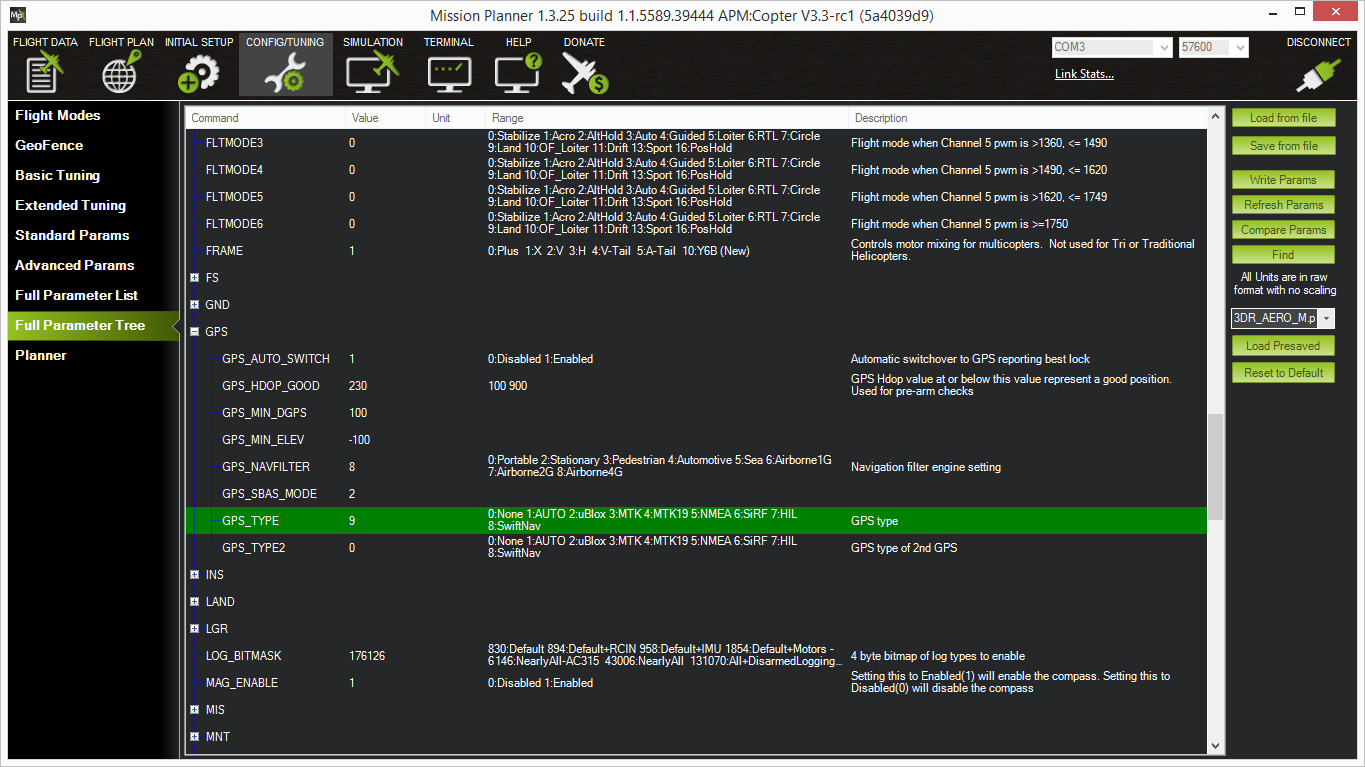 Mp
Mission Planner 1.3.25 build 1.1.5589.39444 APM:Copter V3.3-rc1 (5a4039d9)
FLIGHT DATA FLIGHT PLAN INITIAL SETUP CONFIG/TUNING SIMULATION TERMINAL HELP DONATE
COM3 57600 DISCONNECT
Link Stats...
Flight Modes
GeoFence
Basic Tuning
Extended Tuning
Standard Params
Advanced Params
Full Parameter List
Full Parameter Tree
Planner
Command Value Unit Range Description
FLTMODE3 0 0:Stabilize 1:Acro 2:AltHold 3:Auto 4:Guided 5:Loiter 6:RTL 7:Circle
9:Land 10:OF_Loiter 11:Drift 13:Sport 16:PosHold Flight mode when Channel 5 pwm is >1360, <= 1490
FLTMODE4 0 0:Stabilize 1:Acro 2:AltHold 3:Auto 4:Guided 5:Loiter 6:RTL 7:Circle
9:Land 10:OF_Loiter 11:Drift 13:Sport 16:PosHold Flight mode when Channel 5 pwm is >1490, <= 1620
FLTMODE5 0 0:Stabilize 1:Acro 2:AltHold 3:Auto 4:Guided 5:Loiter 6:RTL 7:Circle
9:Land 10:OF_Loiter 11:Drift 13:Sport 16:PosHold Flight mode when Channel 5 pwm is >1620, <= 1749
FLTMODE6 0 0:Stabilize 1:Acro 2:AltHold 3:Auto 4:Guided 5:Loiter 6:RTL 7:Circle
9:Land 10:OF_Loiter 11:Drift 13:Sport 16:PosHold Flight mode when Channel 5 pwm is >=1750
FRAME 1 0:Plus 1:X 2:V 3:H 4:V-Tail 5:A-Tail 10:Y6B (New) Controls motor mixing for multicopters. Not used for Tri or Traditional
Helicopters.
FS
GND
GPS
GPS_AUTO_SWITCH 1 0:Disabled 1:Enabled Automatic switchover to GPS reporting best lock
GPS_HDOP_GOOD 230 100 900 GPS Hdop value at or below this value represent a good position.
Used for pre-arm checks
GPS_MIN_DGPS 100
GPS_MIN_ELEV -100
GPS_NAVFILTER 8 0:Portable 2:Stationary 3:Pedestrian 4:Automotive 5:Sea 6:Airborne1G
7:Airborne2G 8:Airborne4G Navigation filter engine setting
GPS_SBAS_MODE 2
GPS_TYPE 9 0:None 1:AUTO 2:uBlox 3:MTK 4:MTK19 5:NMEA 6:SiRF 7:HIL
8:SwiftNav GPS type
GPS_TYPE2 0 0:None 1:AUTO 2:uBlox 3:MTK 4:MTK19 5:NMEA 6:SiRF 7:HIL
8:SwiftNav GPS type of 2nd GPS
INS
LAND
LGR
LOG_BITMASK 176126 830:Default 894:Default+RCIN 958:Default+IMU 1854:Default+Motors -
6146:NearlyAll-AC315 43006:NearlyAll 131070:All+DisarmedLogging... 4 byte bitmap of log types to enable
MAG_ENABLE 1 0:Disabled 1:Enabled Setting this to Enabled(1) will enable the compass. Setting this to
Disabled(0) will disable the compass
MIS
MNT
Load from file
Save from file
Write Params
Refresh Params
Compare Params
Find
All Units are in raw
format with no scaling
3DR_AERO_M.p
Load Presaved
Reset to Default